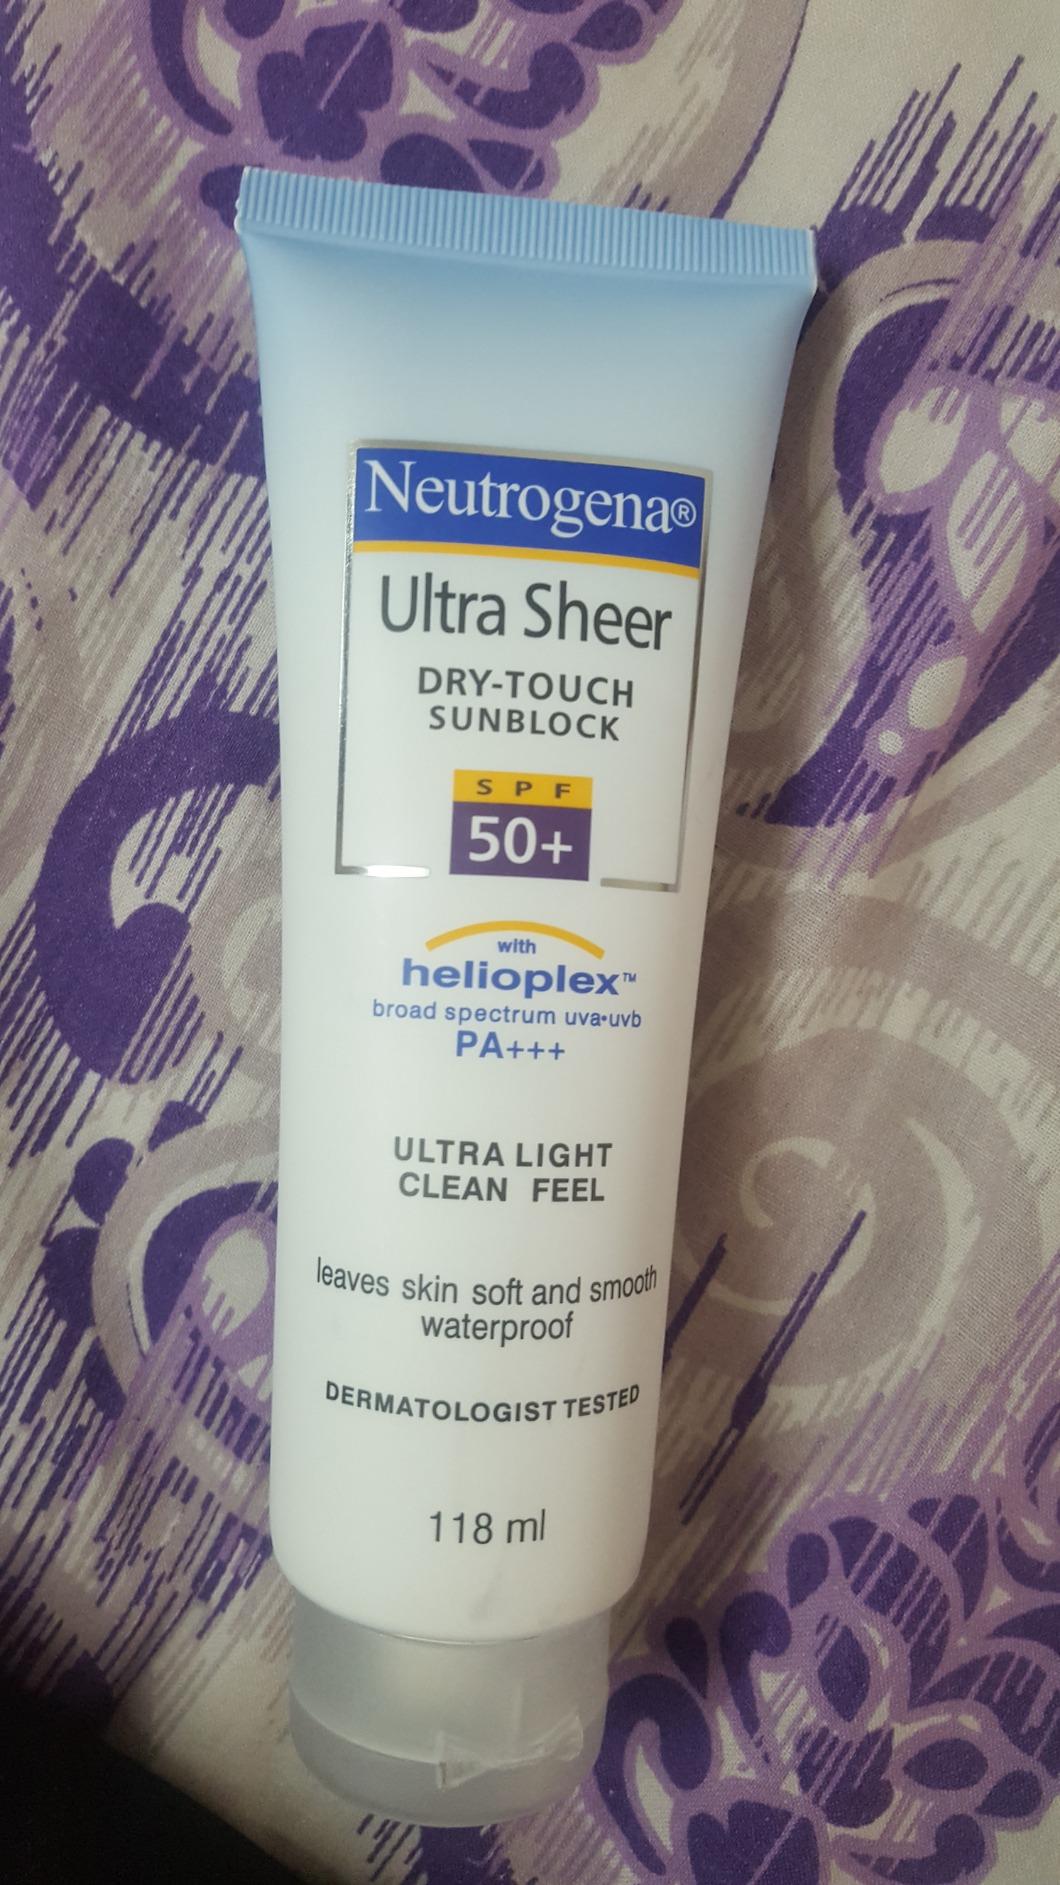 Neutrogena®
Ultra Sheer
DRY-TOUCH
SUNBLOCK
SPF
50+
with
helioplex™
broad spectrum uva•uvb
PA+++
ULTRA LIGHT
CLEAN FEEL
leaves skin soft and smooth
waterproof
DERMATOLOGIST TESTED
118 ml